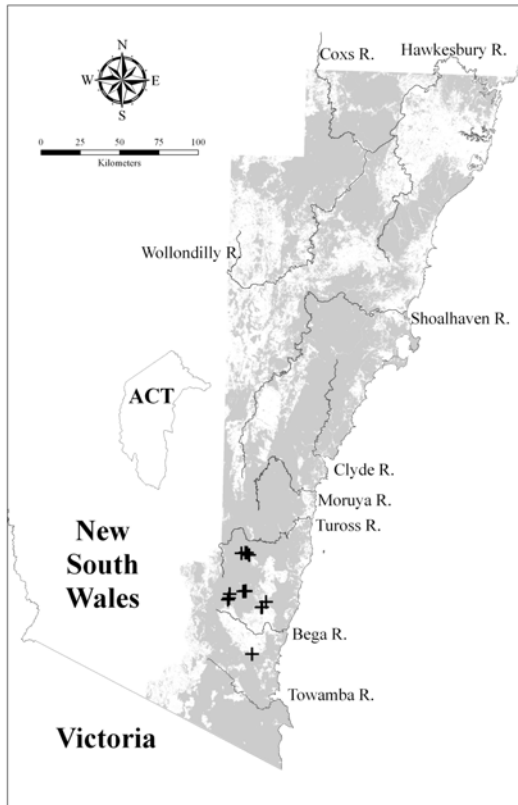 Coxs R.
Hawkesbury R.
N
W
E
S
0 25 50 75 100
Kilometers
Wollondilly R.
Shoalhaven R.
ACT
Clyde R.
Moruya R.
Tuross R.
New
South
Wales
Bega R.
Towamba R.
Victoria